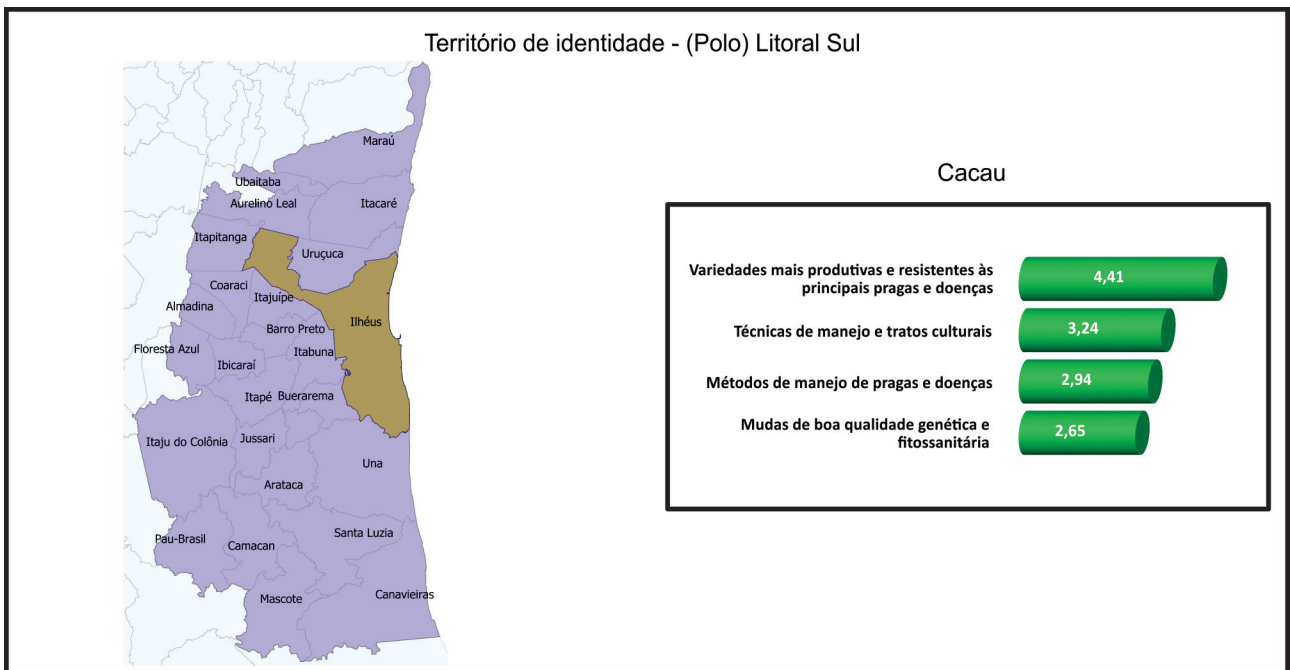 Território de identidade - (Polo) Litoral Sul
Maraú
Ubaitaba
Aurelino Leal
Itacaré
Itapitanga
Uruçuca
Coaraci
Itajuípe
Almadina
Ilhéus
Barro Preto
Floresta Azul
Itabuna
Ibicaraí
Itapé
Buerarema
Itaju do Colônia
Jussari
Una
Arataca
Santa Luzia
Pau-Brasil
Camacan
Mascote
Canavieiras
Cacau
Variedades mais produtivas e resistentes às
principais pragas e doenças
4,41
Técnicas de manejo e tratos culturais
3,24
Métodos de manejo de pragas e doenças
2,94
Mudas de boa qualidade genética e
fitossanitária
2,65